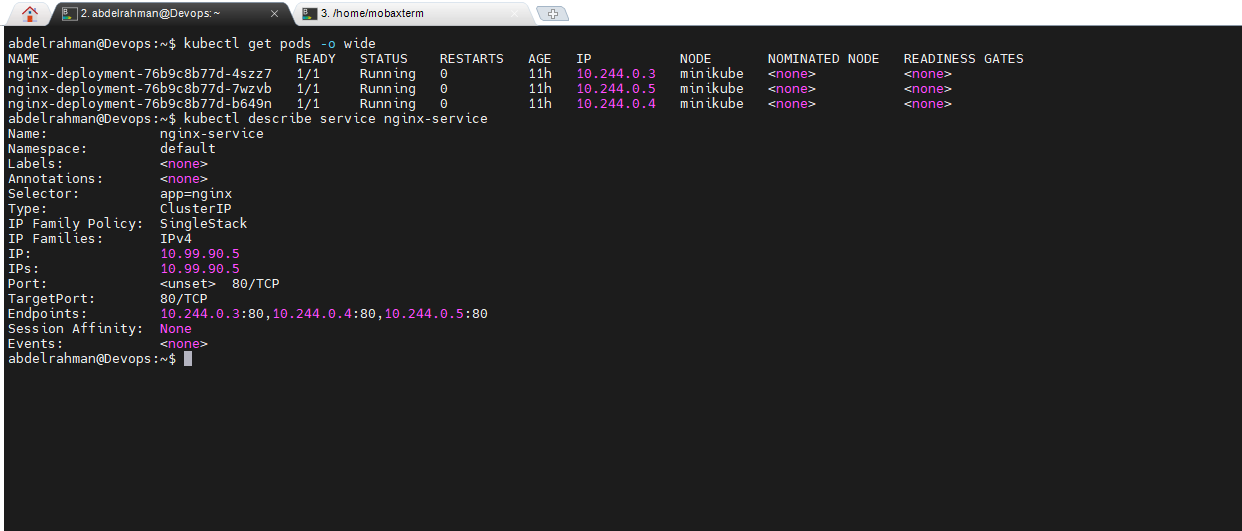 2. abdelrahman@Devops: ~ 3. /home/mobaxterm
abdelrahman@Devops:~$ kubectl get pods -o wide
NAME READY STATUS RESTARTS AGE IP NODE NOMINATED NODE READINESS GATES
nginx-deployment-76b9c8b77d-4szz7 1/1 Running 0 11h 10.244.0.3 minikube <none> <none>
nginx-deployment-76b9c8b77d-7wzvb 1/1 Running 0 11h 10.244.0.5 minikube <none> <none>
nginx-deployment-76b9c8b77d-b649n 1/1 Running 0 11h 10.244.0.4 minikube <none> <none>
abdelrahman@Devops:~$ kubectl describe service nginx-service
Name: nginx-service
Namespace: default
Labels: <none>
Annotations: <none>
Selector: app=nginx
Type: ClusterIP
IP Family Policy: SingleStack
IP Families: IPv4
IP: 10.99.90.5
IPs: 10.99.90.5
Port: <unset> 80/TCP
TargetPort: 80/TCP
Endpoints: 10.244.0.3:80,10.244.0.4:80,10.244.0.5:80
Session Affinity: None
Events: <none>
abdelrahman@Devops:~$